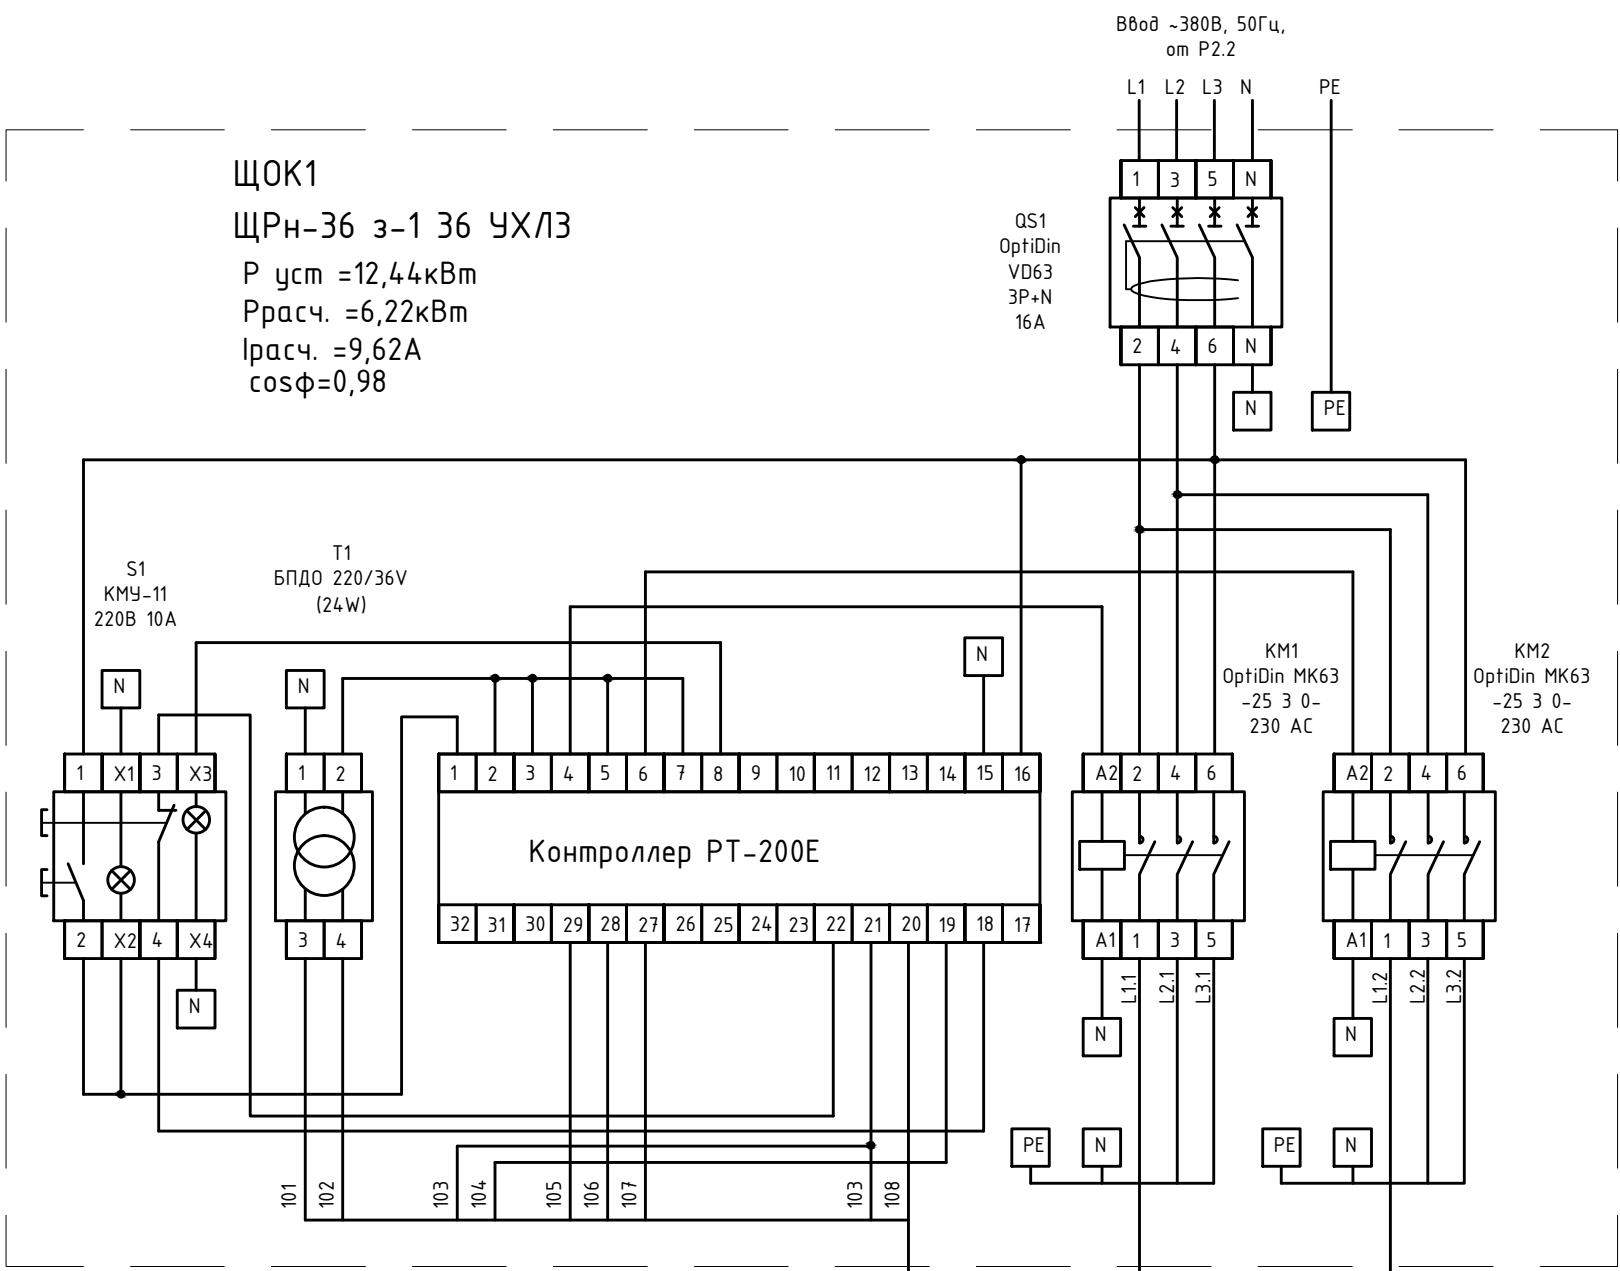 Ввод ~380В, 50Гц,
от Р2.2
L1 L2 L3 N PE
ЩОК1
ЩРн-36 з-1 36 УХЛ3
Р уст =12,44кВт
Ррасч. =6,22кВт
Iрасч. =9,62А
cosφ=0,98
QS1
OptiDin
VD63
3P+N
16A
1 3 5 N
2 4 6 N
N PE
S1
КМУ-11
220В 10А
T1
БПДО 220/36V
(24W)
KM1
OptiDin MK63
-25 3 0-
230 AC
KM2
OptiDin MK63
-25 3 0-
230 AC
N N N
1 X1 3 X3
1 2
1 2 3 4 5 6 7 8 9 10 11 12 13 14 15 16
A2 2 4 6
A2 2 4 6
Контроллер РТ-200Е
2 X2 4 X4
3 4
32 31 30 29 28 27 26 25 24 23 22 21 20 19 18 17
A1 1 3 5
A1 1 3 5
L1.1 L2.1 L3.1
L1.2 L2.2 L3.2
N N N
PE N PE N
101 102 103 104 105 106 107 103 108